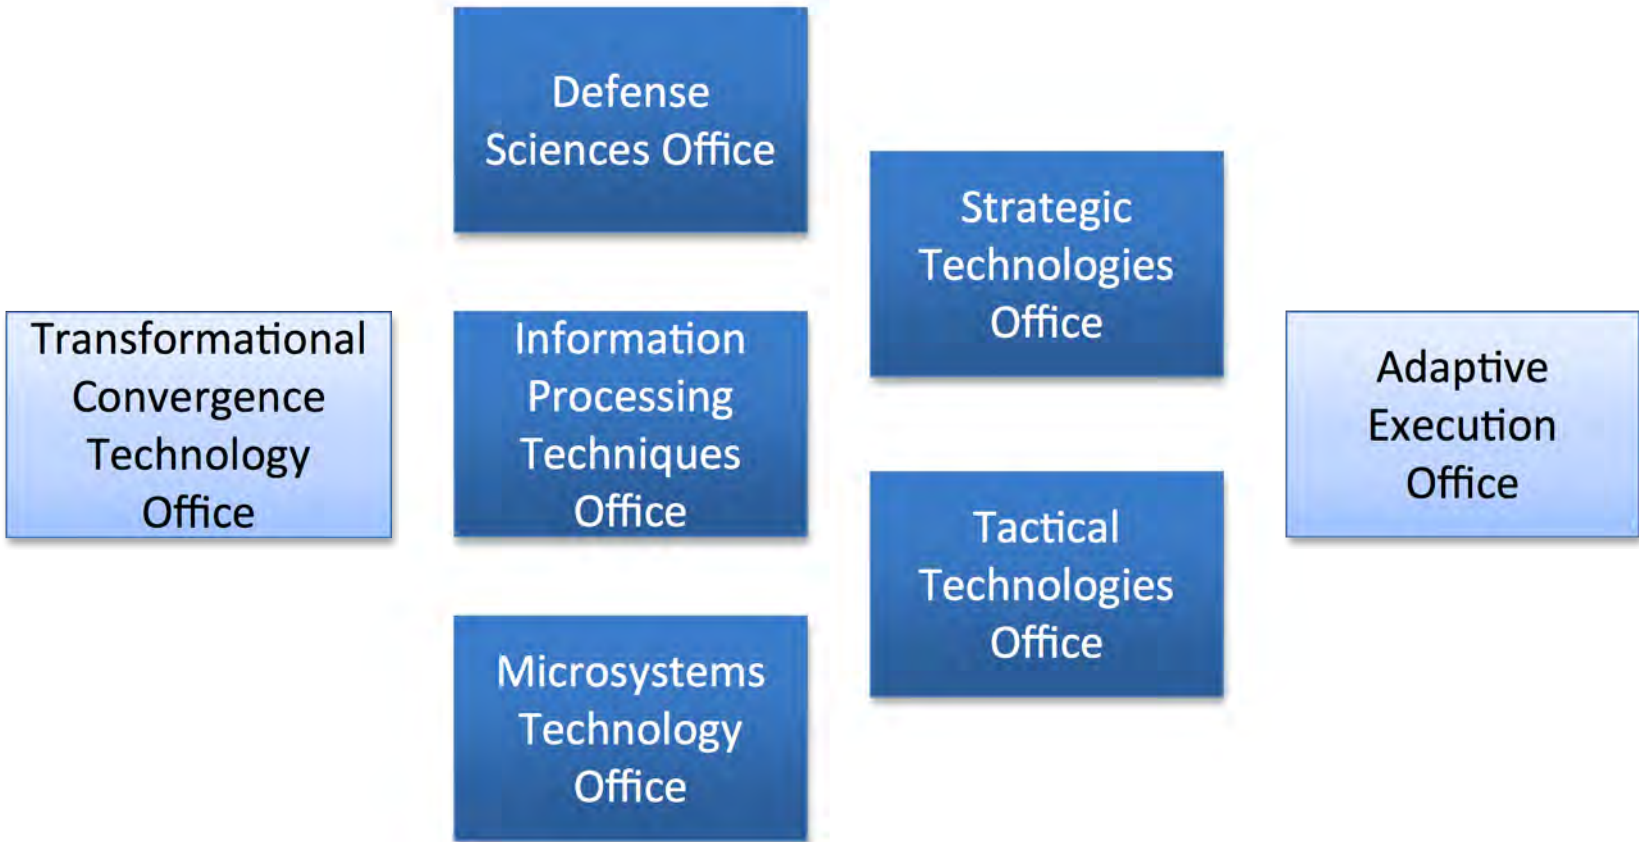 Defense
Sciences Office
Strategic
Technologies
Office
Transformational
Convergence
Technology
Office
Information
Processing
Techniques
Office
Adaptive
Execution
Office
Tactical
Technologies
Office
Microsystems
Technology
Office